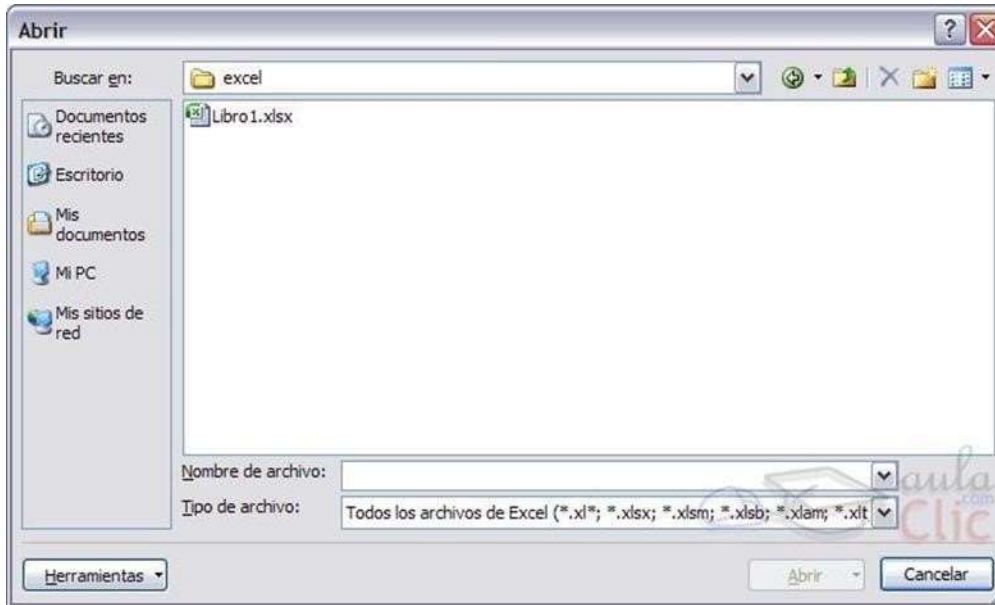 Abrir
Buscar en:
excel
Libro1.xlsx
Documentos
recientes
Escritorio
Mis
documentos
Mi PC
Mis sitios de
red
Nombre de archivo:
Tipo de archivo:
Todos los archivos de Excel (*.xl*; *.xlsx; *.xlsm; *.xlsb; *.xlam; *.xlt
aula
Clic
.com
Herramientas
Abrir
Cancelar